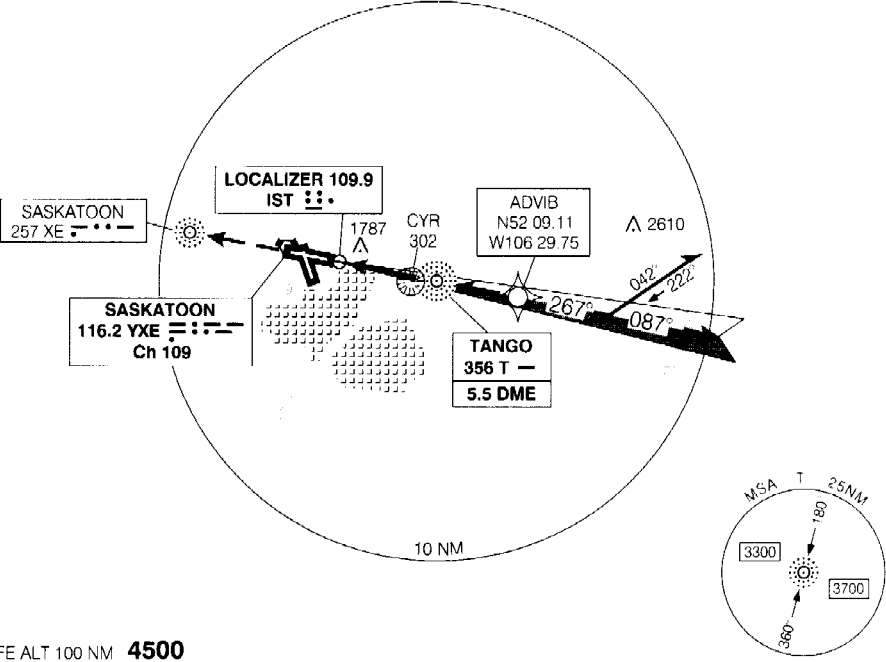 LOCALIZER 109.9
IST
SASKATOON
257 XE
1787
CYR
302
ADVIB
N52 09.11
W106 29.75
2610
042°
222°
267°
087°
SASKATOON
116.2 YXE
Ch 109
TANGO
356 T
5.5 DME
10 NM
MSA T 25NM
180°
3300
3700
360°
FE ALT 100 NM 4500